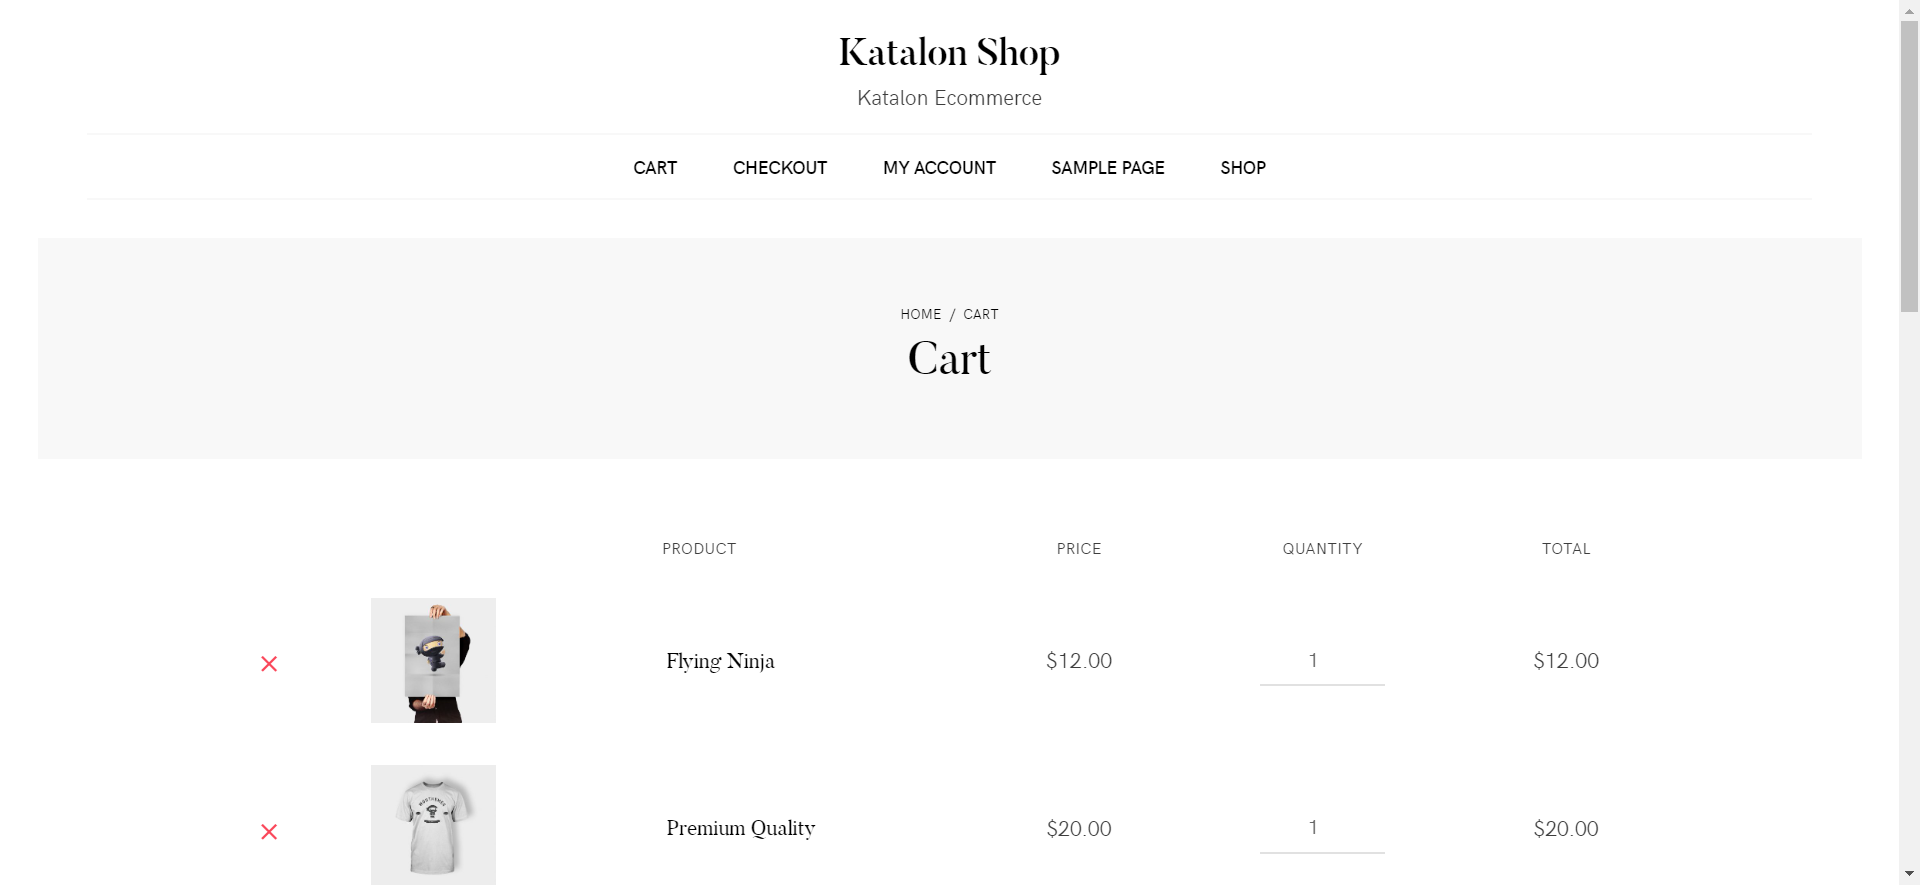 Katalon Shop
Katalon Ecommerce
CART CHECKOUT MY ACCOUNT SAMPLE PAGE SHOP
HOME / CART
Cart
PRODUCT PRICE QUANTITY TOTAL
Flying Ninja $12.00 1 $12.00
Premium Quality $20.00 1 $20.00